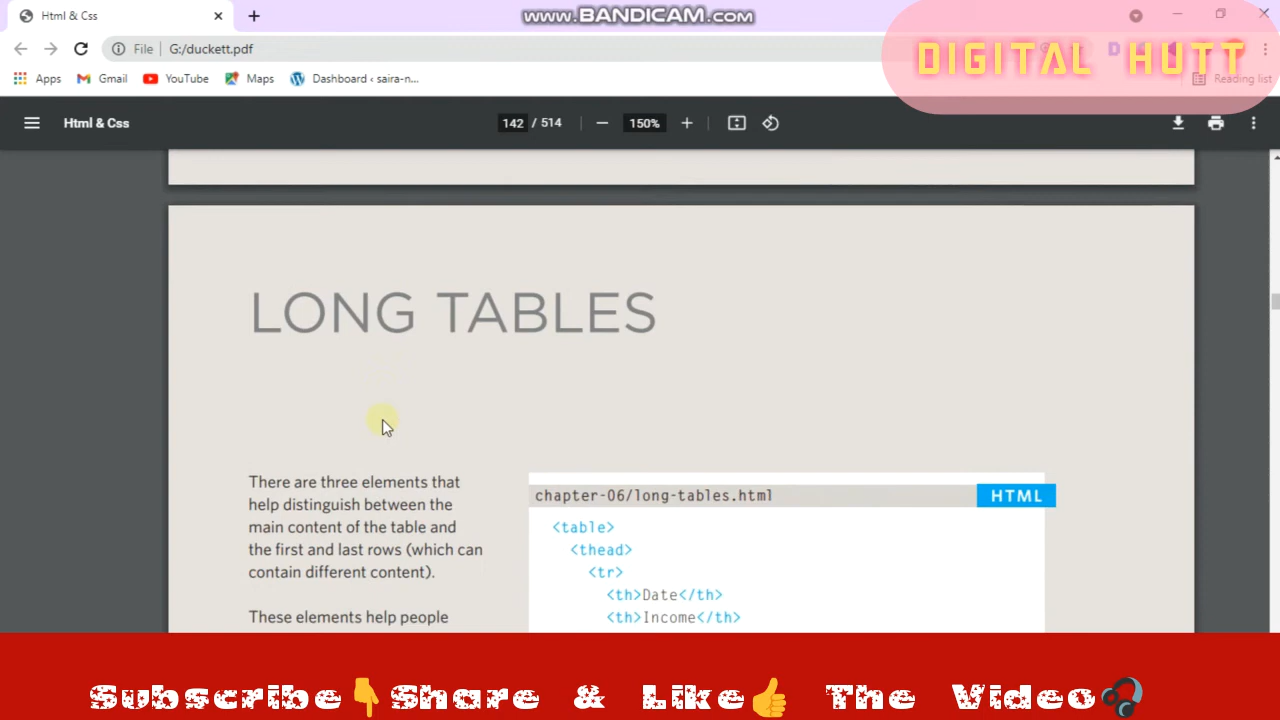 Html & Css
www.BANDICAM.com
File
G:/duckett.pdf
DIGITAL HUTT
Apps
Gmail
YouTube
Maps
Dashboard ‹ saira-n...
Reading list
Html & Css
142 / 514
150%
LONG TABLES
There are three elements that
help distinguish between the
main content of the table and
the first and last rows (which can
contain different content).
These elements help people
chapter-06/long-tables.html
HTML
<table>
<thead>
<tr>
<th>Date</th>
<th>Income</th>
Subscribe👇Share & Like👍 The Video🎧